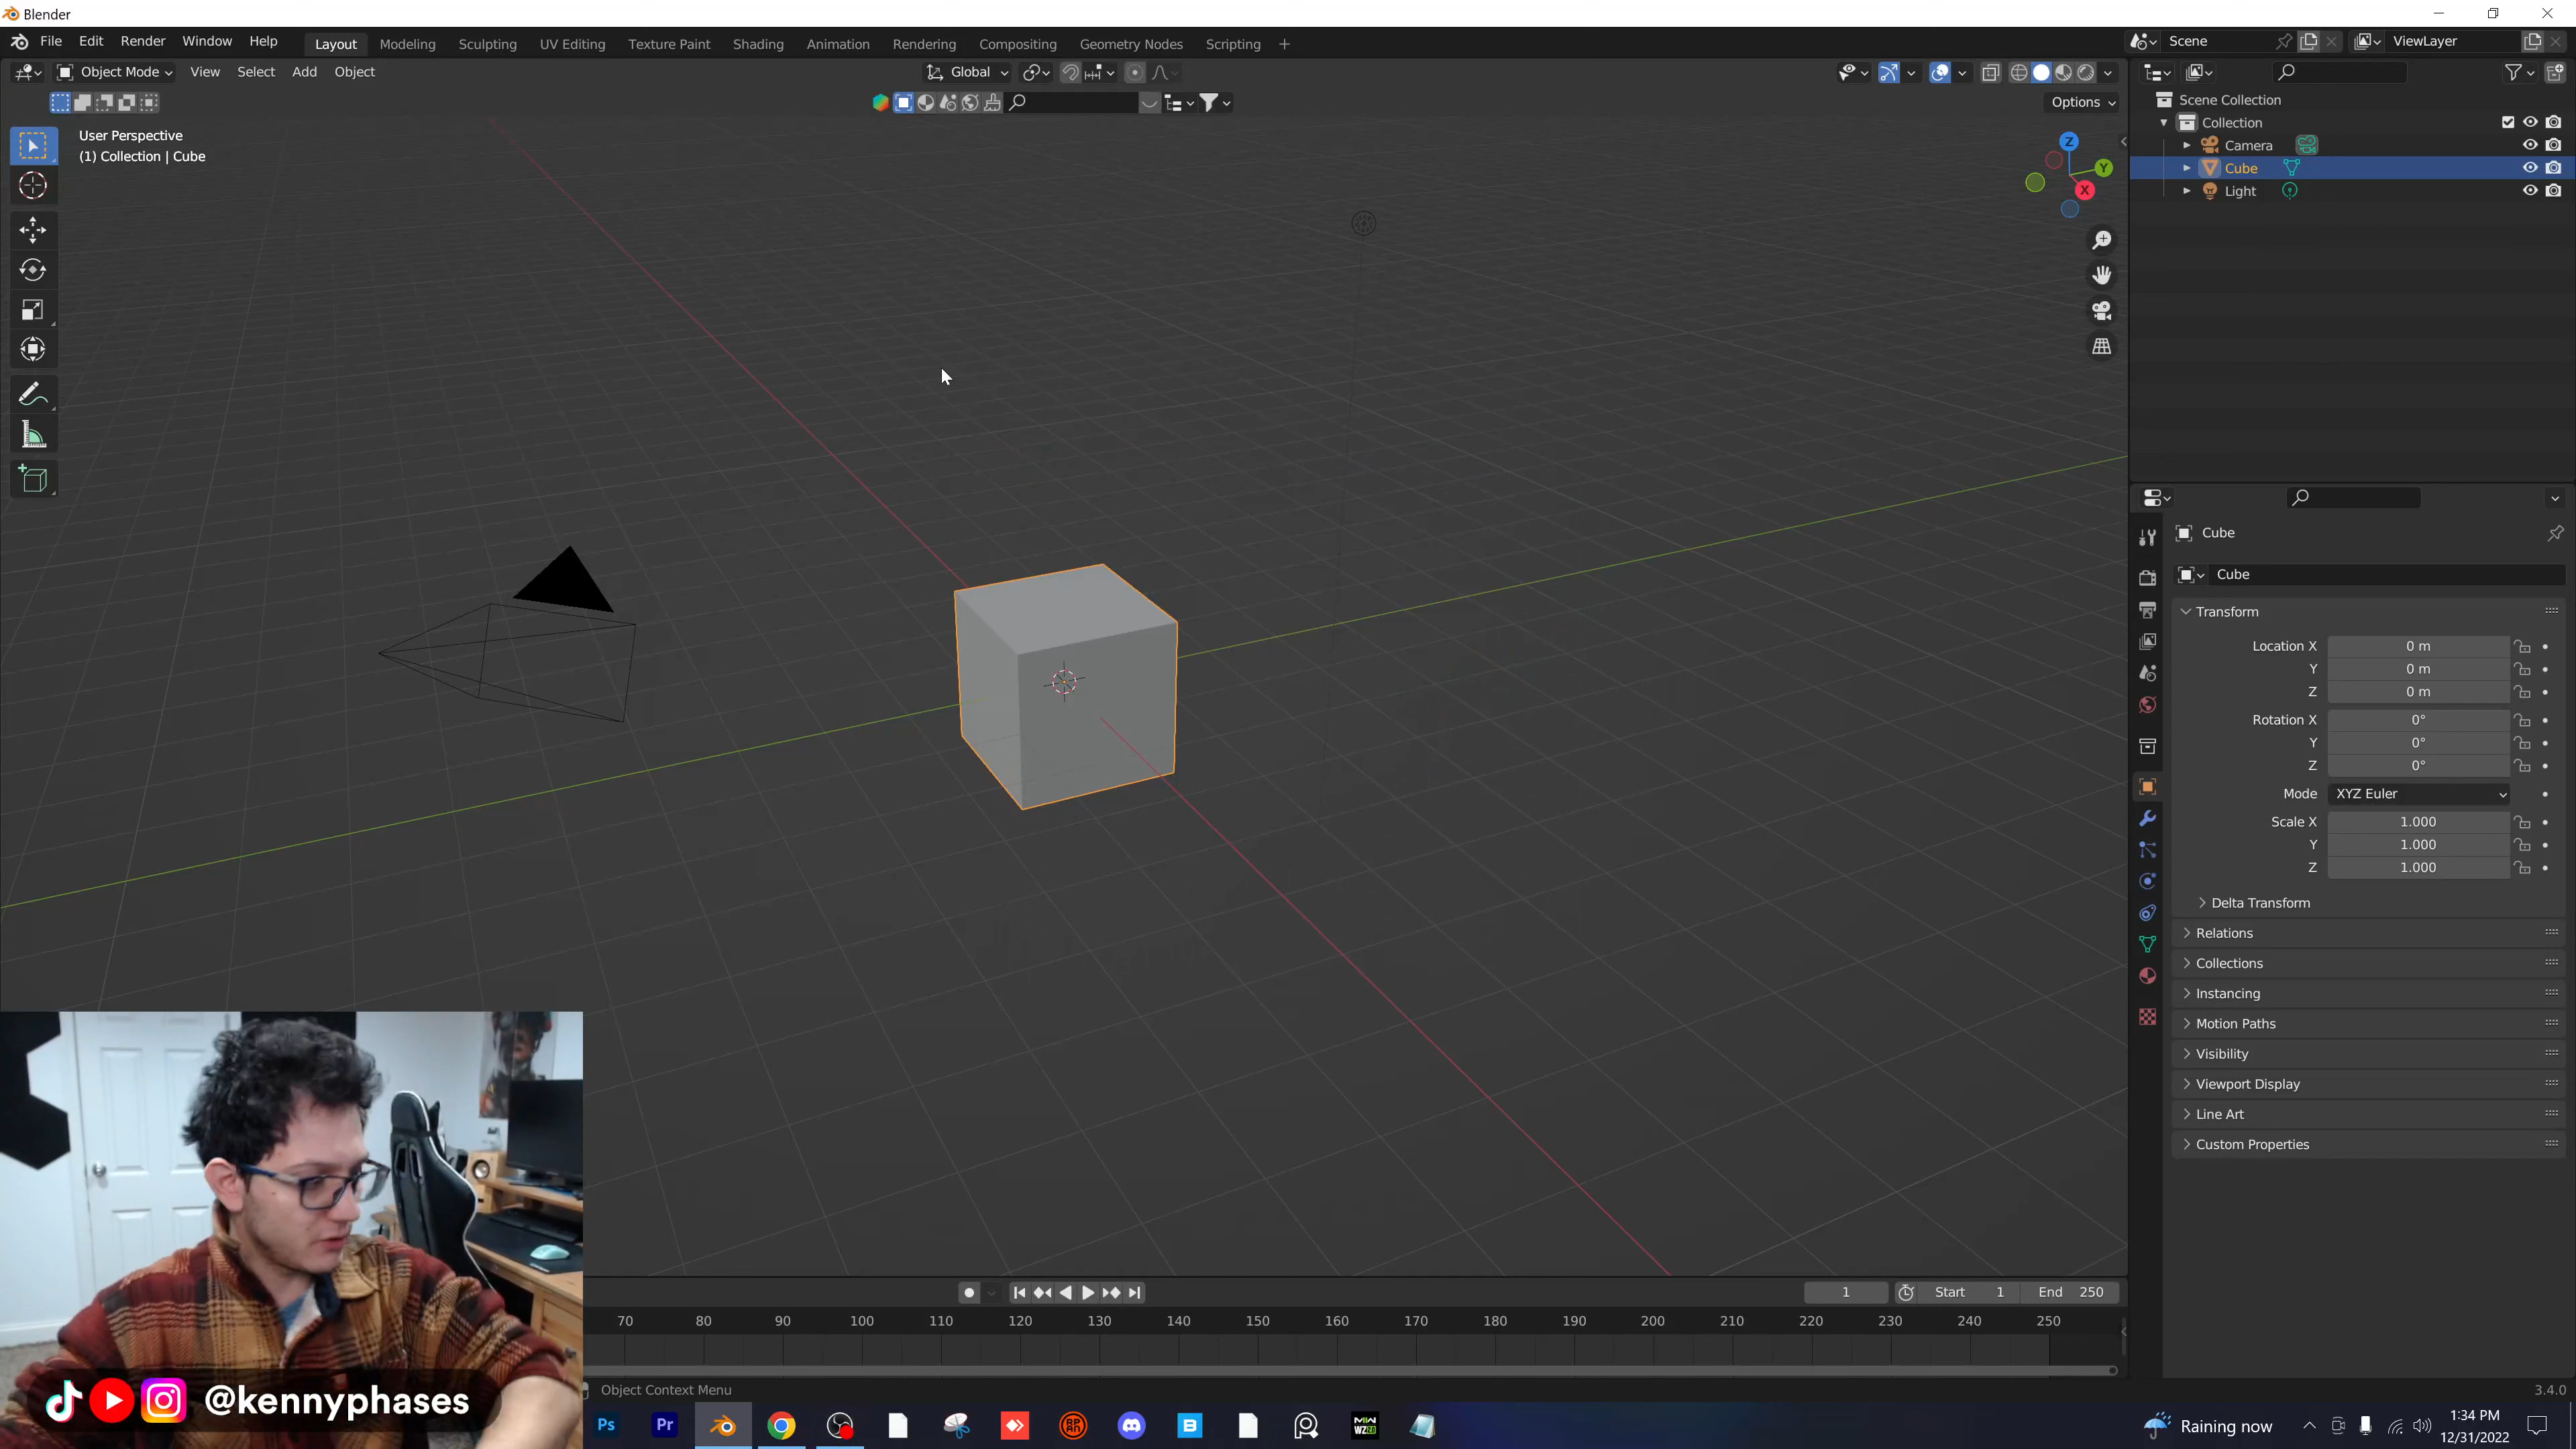 Blender
File Edit Render Window Help Layout Modeling Sculpting UV Editing Texture Paint Shading Animation Rendering Compositing Geometry Nodes Scripting + Scene ViewLayer
Object Mode View Select Add Object Global
Options
User Perspective
(1) Collection | Cube
Z
Y
X
Scene Collection
Collection
Camera
Cube
Light
Cube
Cube
Transform
Location X 0 m
Y 0 m
Z 0 m
Rotation X 0°
Y 0°
Z 0°
Mode XYZ Euler
Scale X 1.000
Y 1.000
Z 1.000
Delta Transform
Relations
Collections
Instancing
Motion Paths
Visibility
Viewport Display
Line Art
Custom Properties
1 Start 1 End 250
70 80 90 100 110 120 130 140 150 160 170 180 190 200 210 220 230 240 250
Object Context Menu 3.4.0
@kennyphases
Ps Pr B MW WZ2.0 Raining now 1:34 PM
12/31/2022